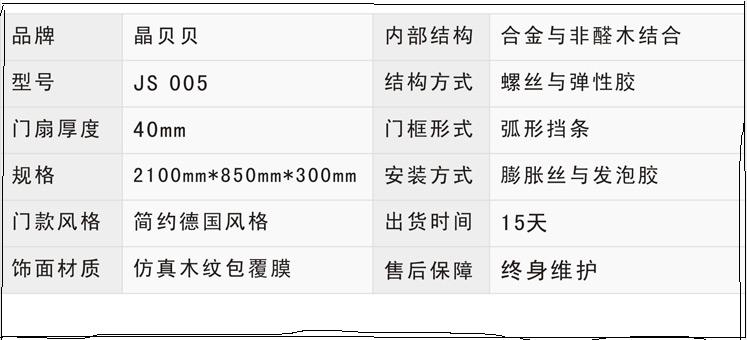 品牌 晶贝贝 内部结构 合金与非醛木结合
型号 JS 005 结构方式 螺丝与弹性胶
门扇厚度 40mm 门框形式 弧形挡条
规格 2100mm*850mm*300mm 安装方式 膨胀丝与发泡胶
门款风格 简约德国风格 出货时间 15天
饰面材质 仿真木纹包覆膜 售后保障 终身维护